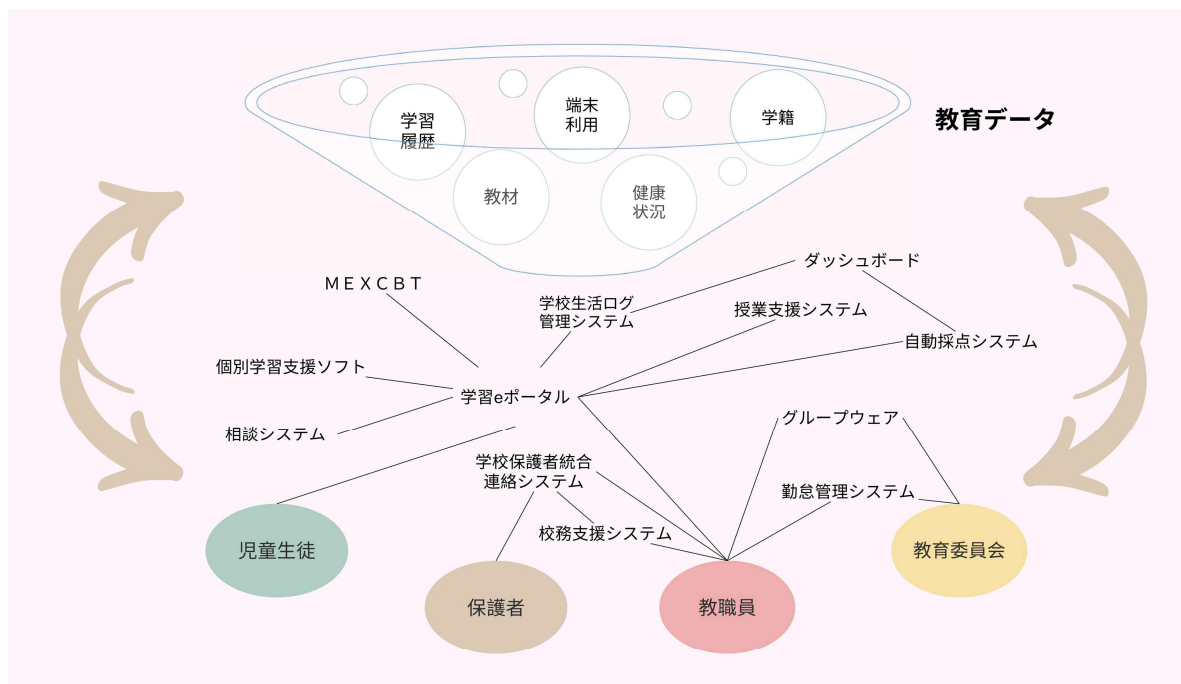 教育データ
学習
履歴
端末
利用
学籍
教材
健康
状況
ダッシュボード
ＭＥＸＣＢＴ
学校生活ログ
管理システム
授業支援システム
自動採点システム
個別学習支援ソフト
学習eポータル
相談システム
グループウェア
学校保護者統合
連絡システム
勤怠管理システム
校務支援システム
児童生徒
保護者
教職員
教育委員会